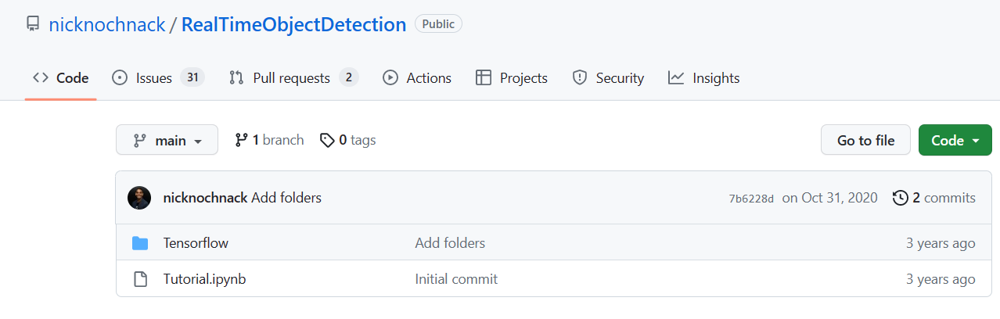 nicknochnack / RealTimeObjectDetection Public
Code Issues 31 Pull requests 2 Actions Projects Security Insights
main 1 branch 0 tags Go to file Code
nicknochnack Add folders 7b6228d on Oct 31, 2020 2 commits
Tensorflow Add folders 3 years ago
Tutorial.ipynb Initial commit 3 years ago